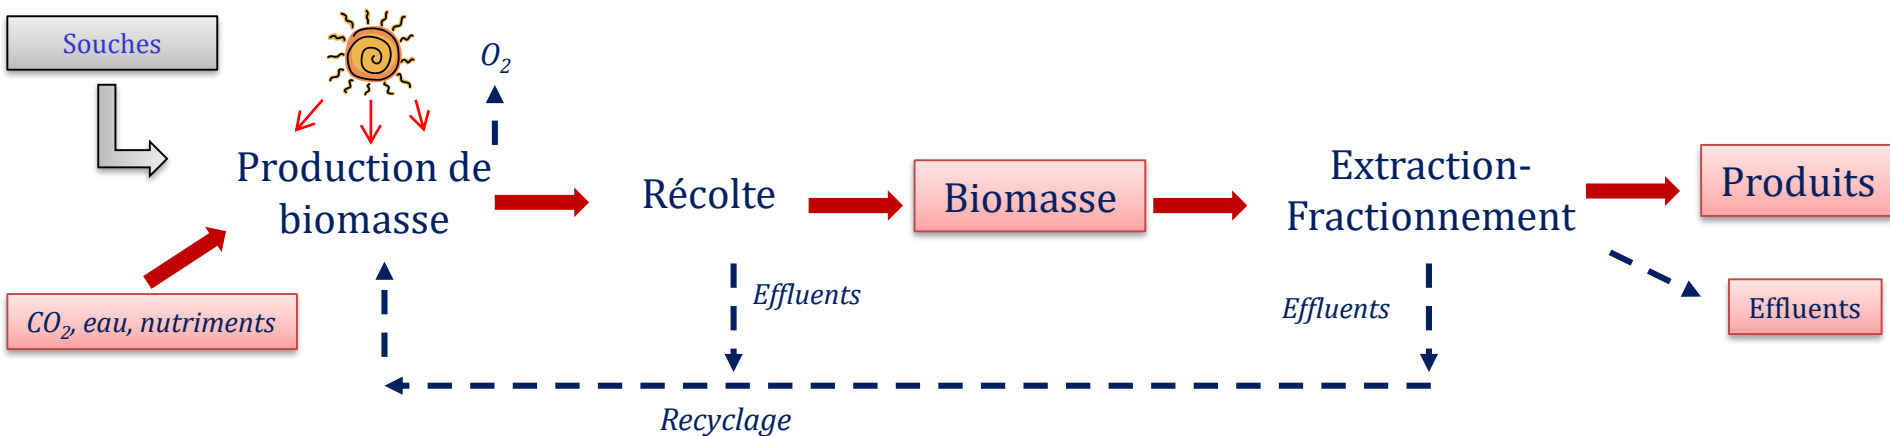 Souches
O2
Production de
biomasse
CO2, eau, nutriments
Récolte
Effluents
Biomasse
Extraction-
Fractionnement
Effluents
Produits
Effluents
Recyclage